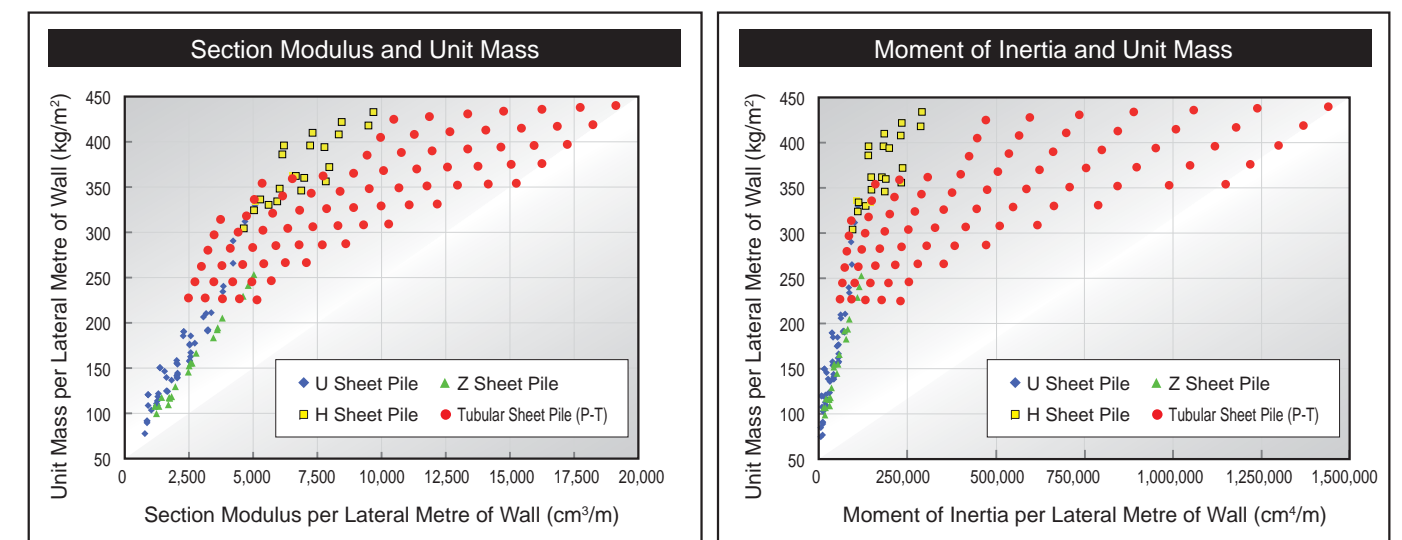 Section Modulus and Unit Mass
Unit Mass per Lateral Metre of Wall (kg/m²)
450
400
350
300
250
200
150
100
50
U Sheet Pile
Z Sheet Pile
H Sheet Pile
Tubular Sheet Pile (P-T)
0
2,500
5,000
7,500
10,000
12,500
15,000
17,500
20,000
Section Modulus per Lateral Metre of Wall (cm³/m)
Moment of Inertia and Unit Mass
Unit Mass per Lateral Metre of Wall (kg/m²)
450
400
350
300
250
200
150
100
50
U Sheet Pile
Z Sheet Pile
H Sheet Pile
Tubular Sheet Pile (P-T)
0
250,000
500,000
750,000
1,000,000
1,250,000
1,500,000
Moment of Inertia per Lateral Metre of Wall (cm⁴/m)